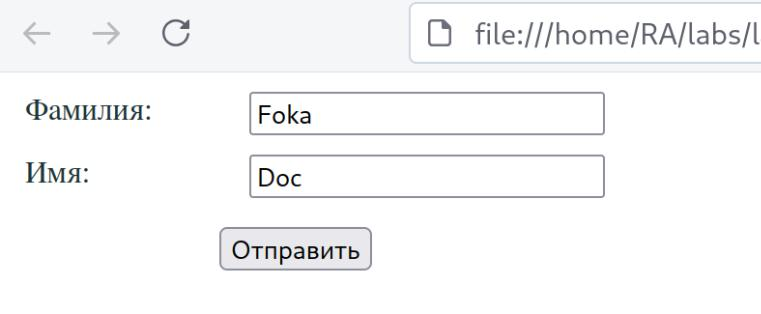 file:///home/RA/labs/l
Фамилия: Foka
Имя: Doc
Отправить